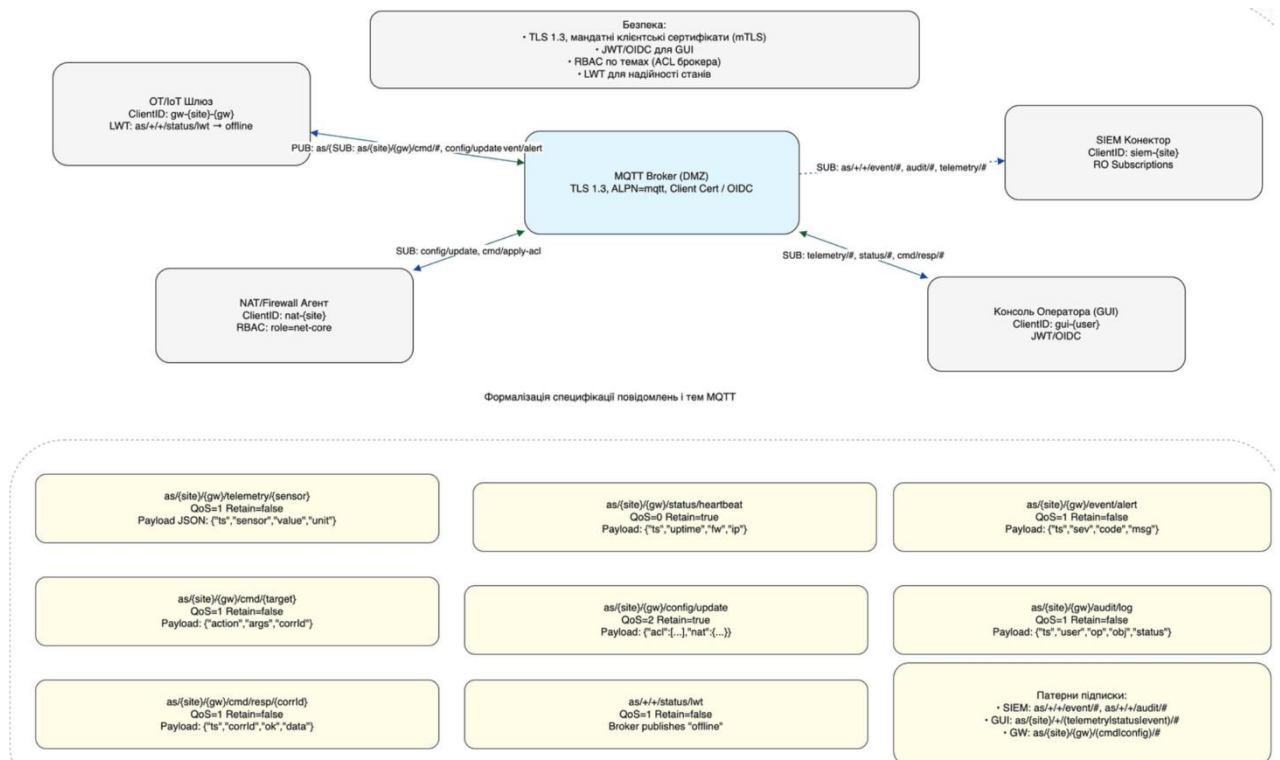 Безпека:
• TLS 1.3, мандатні клієнтські сертифікати (mTLS)
• JWT/OIDC для GUI
• RBAC по темах (ACL брокера)
• LWT для надійності станів
ОТ/IoT Шлюз
ClientID: gw-{site}-{gw}
LWT: as/+/+/status/lwt → offline
PUB: as/{SUB: as/{site}/{gw}/cmd/#, config/update vent/alert
MQTT Broker (DMZ)
TLS 1.3, ALPN=mqtt, Client Cert / OIDC
SUB: as/+/+/event/#, audit/#, telemetry/#
SIEM Конектор
ClientID: siem-{site}
RO Subscriptions
SUB: config/update, cmd/apply-acl
SUB: telemetry/#, status/#, cmd/resp/#
NAT/Firewall Агент
ClientID: nat-{site}
RBAC: role=net-core
Консоль Оператора (GUI)
ClientID: gui-{user}
JWT/OIDC
Формалізація специфікації повідомлень і тем MQTT
as/{site}/{gw}/telemetry/{sensor}
QoS=1 Retain=false
Payload JSON: {"ts","sensor","value","unit"}
as/{site}/{gw}/status/heartbeat
QoS=0 Retain=true
Payload: {"ts","uptime","fw","ip"}
as/{site}/{gw}/event/alert
QoS=1 Retain=false
Payload: {"ts","sev","code","msg"}
as/{site}/{gw}/cmd/{target}
QoS=1 Retain=false
Payload: {"action","args","corrId"}
as/{site}/{gw}/config/update
QoS=2 Retain=true
Payload: {"acl":[...],"nat":{...}}
as/{site}/{gw}/audit/log
QoS=1 Retain=false
Payload: {"ts","user","op","obj","status"}
as/{site}/{gw}/cmd/resp/{corrId}
QoS=1 Retain=false
Payload: {"ts","corrId","ok","data"}
as/+/+/status/lwt
QoS=1 Retain=false
Broker publishes "offline"
Патерни підписки:
• SIEM: as/+/+/event/#, as/+/+/audit/#
• GUI: as/{site}/+/(telemetry|status|event)/#
• GW: as/{site}/{gw}/(cmd|config)/#